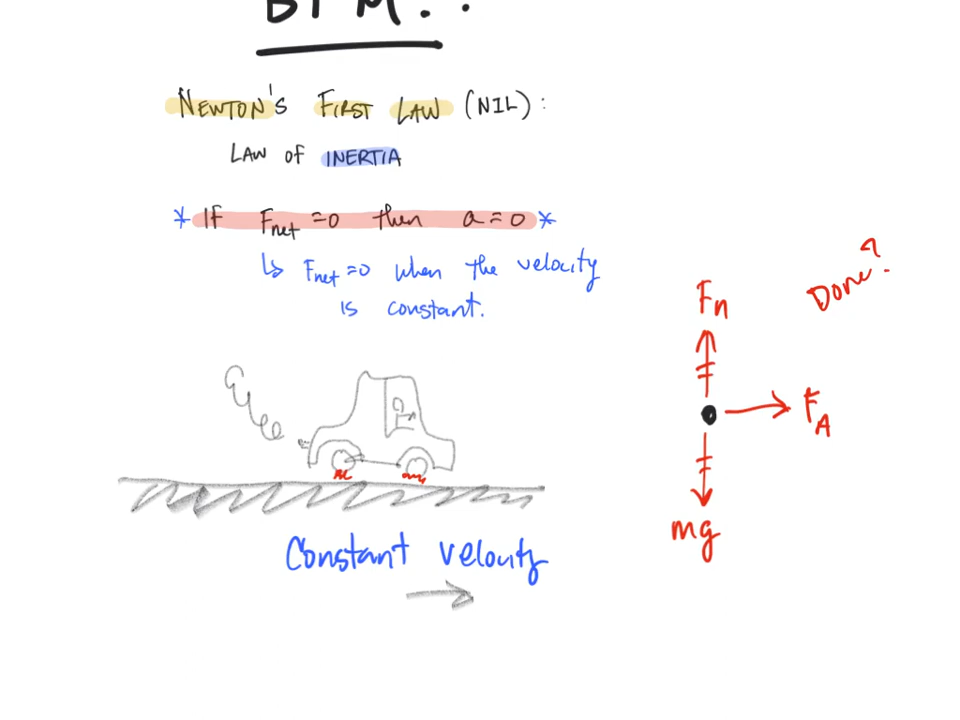 NEWTON'S FIRST LAW (N1L):
LAW OF INERTIA
* IF Fnet = 0 then a = 0 *
↳ Fnet = 0 when the velocity
is constant.
Done?
Fn
FA
mg
Constant velocity